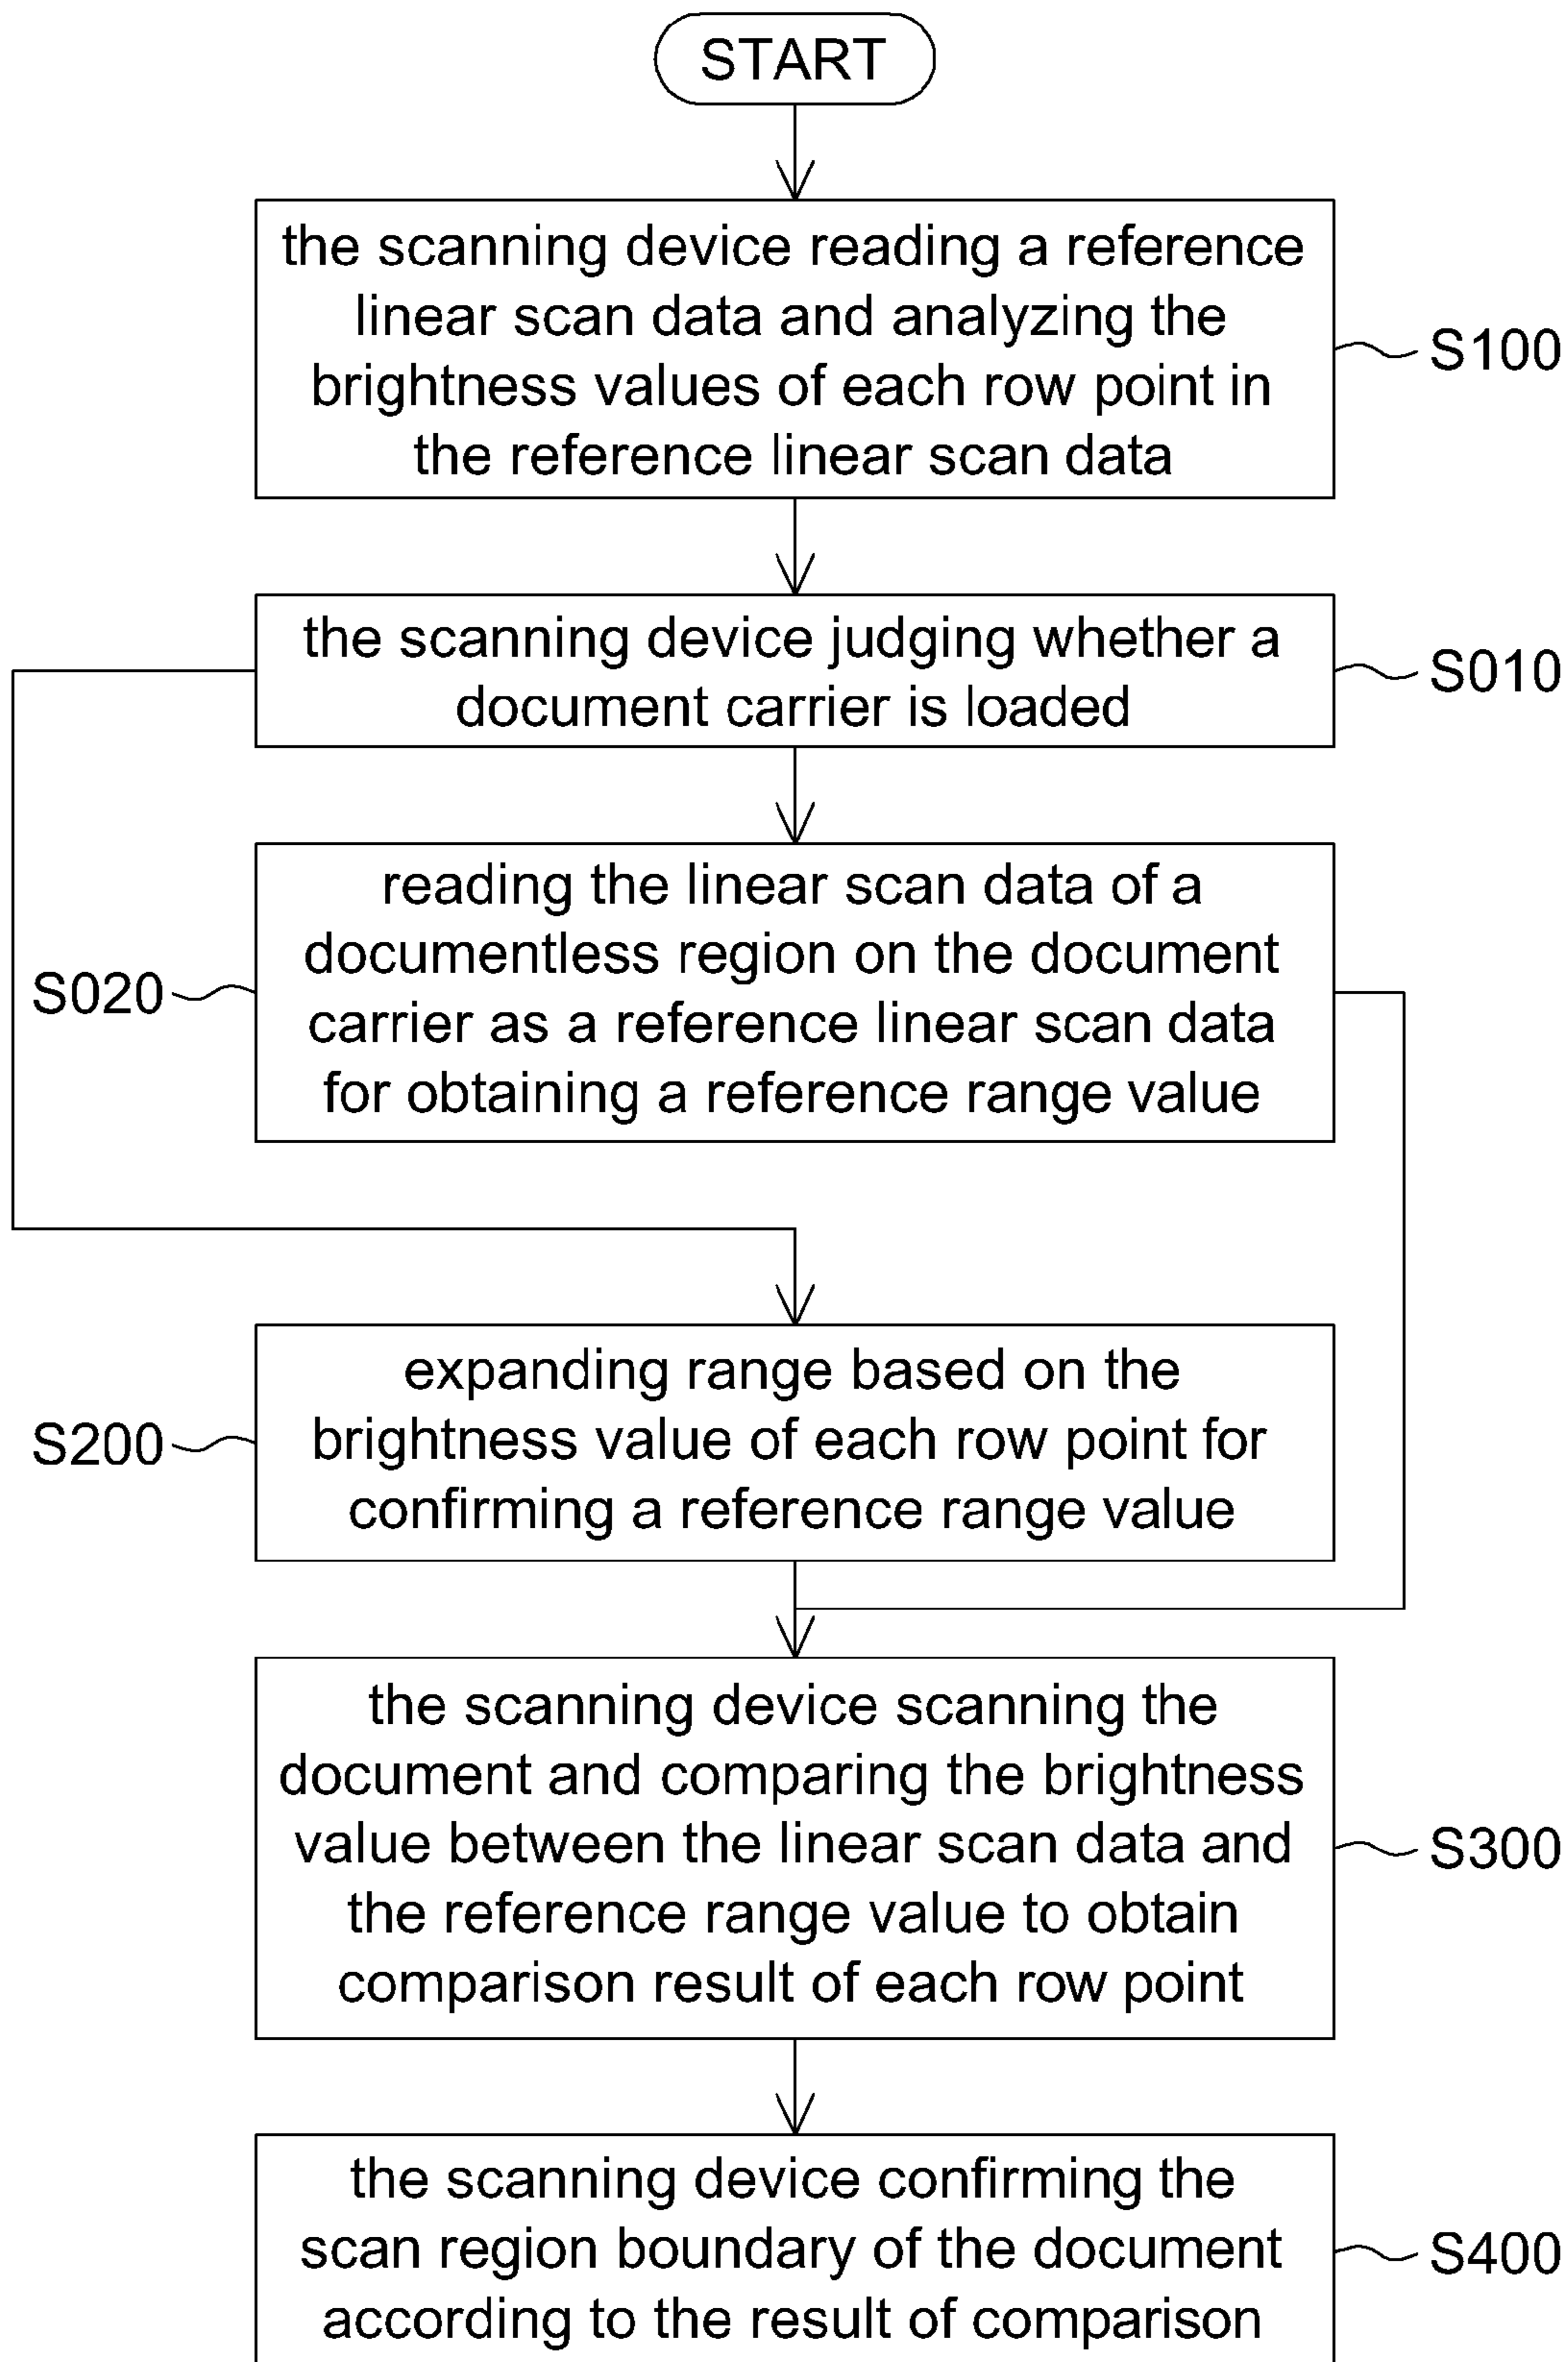 START
the scanning device reading a reference
linear scan data and analyzing the
brightness values of each row point in
the reference linear scan data
S100
the scanning device judging whether a
document carrier is loaded
S010
reading the linear scan data of a
documentless region on the document
carrier as a reference linear scan data
for obtaining a reference range value
S020
expanding range based on the
brightness value of each row point for
confirming a reference range value
S200
the scanning device scanning the
document and comparing the brightness
value between the linear scan data and
the reference range value to obtain
comparison result of each row point
S300
the scanning device confirming the
scan region boundary of the document
according to the result of comparison
S400